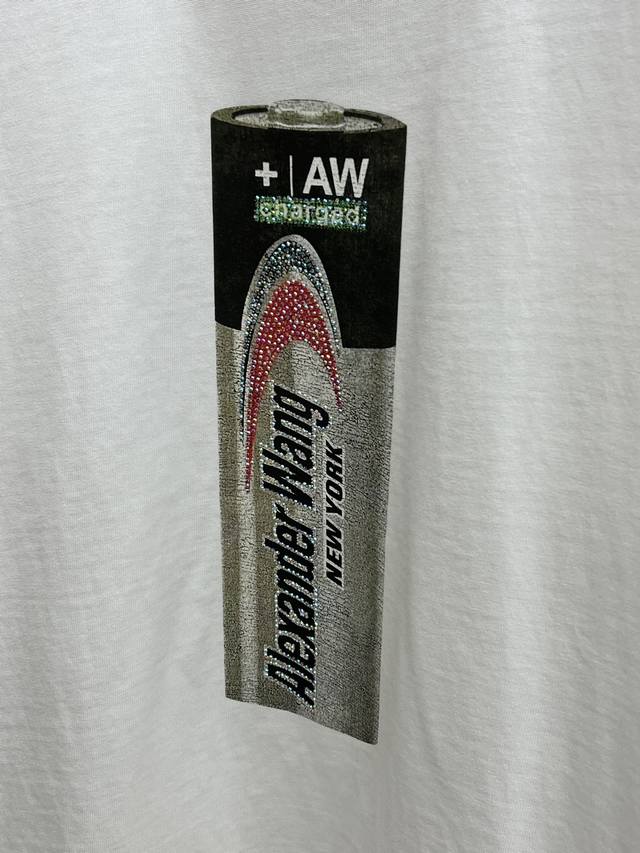 + | AW
charged
Alexander Wang
NEW YORK